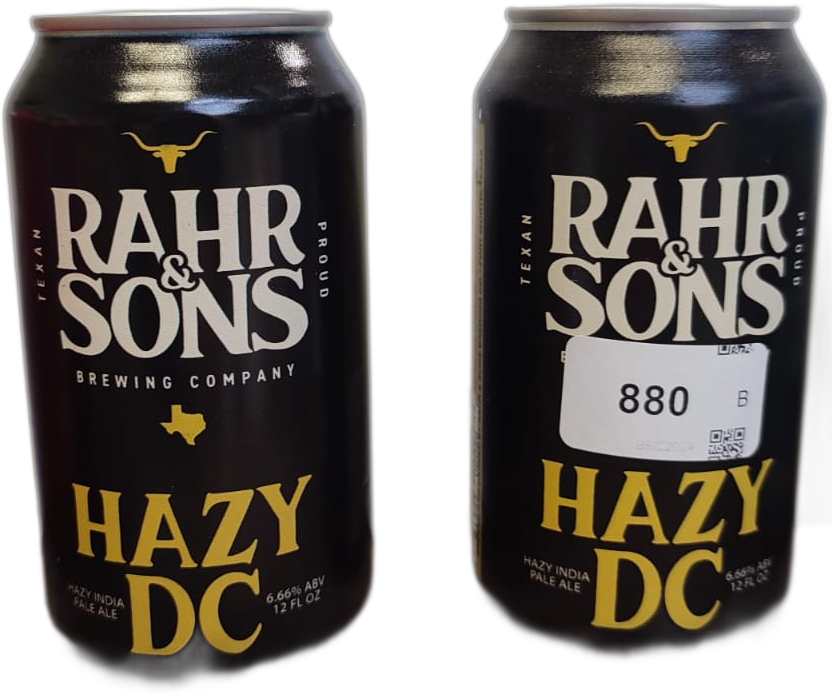 TEXAN
RAHR
&
SONS
PROUD
BREWING COMPANY
HAZY
DC
HAZY INDIA
PALE ALE
6.66% ABV
12 FL OZ
TEXAN
RAHR
&
SONS
PROUD
B
880
B
HAZY
DC
HAZY INDIA
PALE ALE
6.66% ABV
12 FL OZ